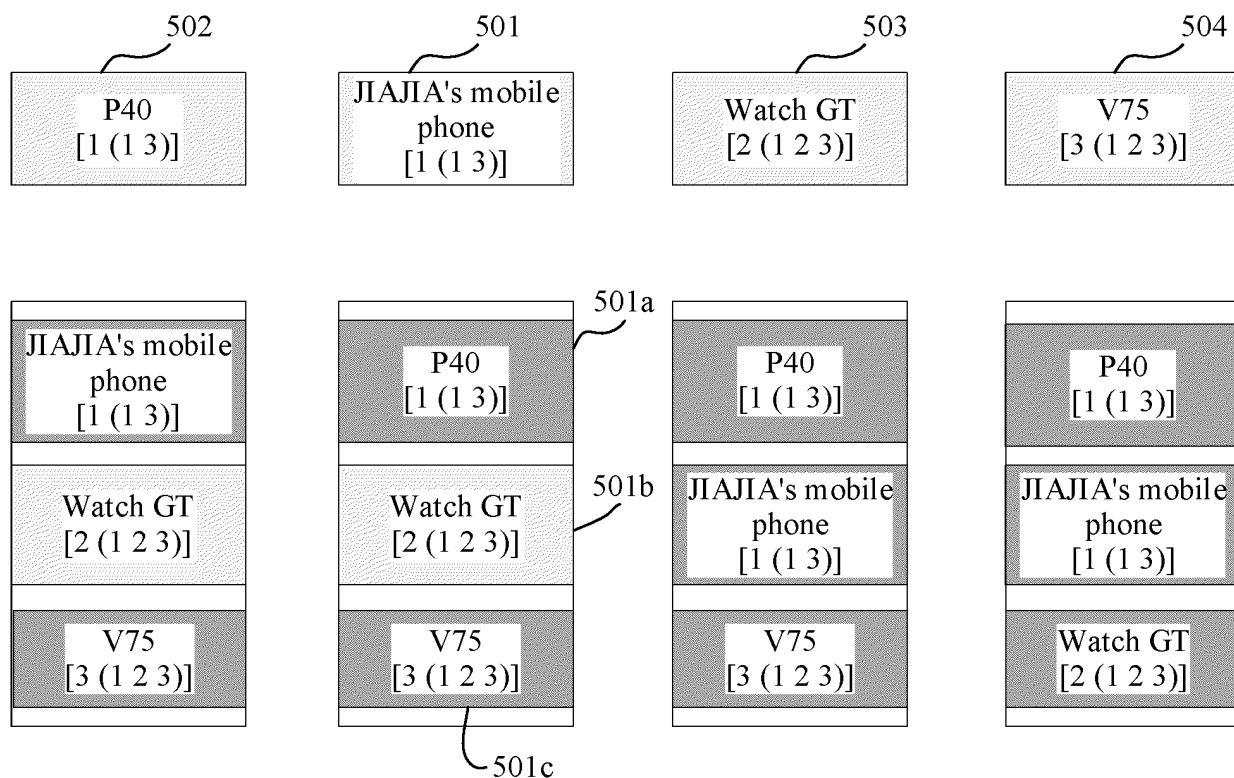 502
501
503
504
P40
[1 (1 3)]
JIAJIA's mobile
phone
[1 (1 3)]
Watch GT
[2 (1 2 3)]
V75
[3 (1 2 3)]
JIAJIA's mobile
phone
[1 (1 3)]
Watch GT
[2 (1 2 3)]
V75
[3 (1 2 3)]
501a
P40
[1 (1 3)]
501b
Watch GT
[2 (1 2 3)]
V75
[3 (1 2 3)]
501c
P40
[1 (1 3)]
JIAJIA's mobile
phone
[1 (1 3)]
V75
[3 (1 2 3)]
P40
[1 (1 3)]
JIAJIA's mobile
phone
[1 (1 3)]
Watch GT
[2 (1 2 3)]